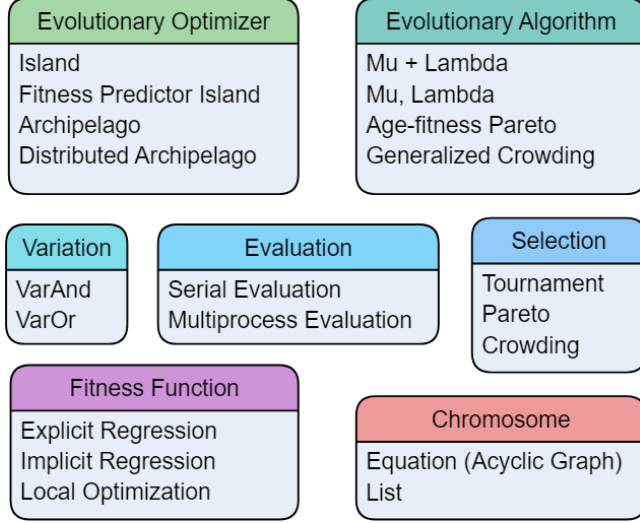 Evolutionary Optimizer
Island
Fitness Predictor Island
Archipelago
Distributed Archipelago
Evolutionary Algorithm
Mu + Lambda
Mu, Lambda
Age-fitness Pareto
Generalized Crowding
Variation
VarAnd
VarOr
Evaluation
Serial Evaluation
Multiprocess Evaluation
Selection
Tournament
Pareto
Crowding
Fitness Function
Explicit Regression
Implicit Regression
Local Optimization
Chromosome
Equation (Acyclic Graph)
List